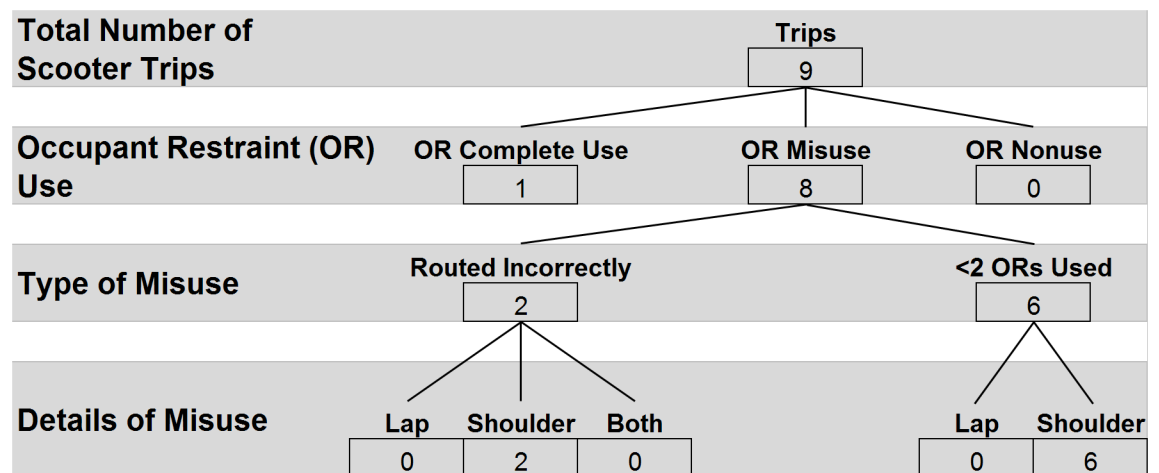 Total Number of
Scooter Trips
Trips
9
Occupant Restraint (OR)
Use
OR Complete Use
OR Misuse
OR Nonuse
1
8
0
Type of Misuse
Routed Incorrectly
<2 ORs Used
2
6
Details of Misuse
Lap
Shoulder
Both
Lap
Shoulder
0
2
0
0
6